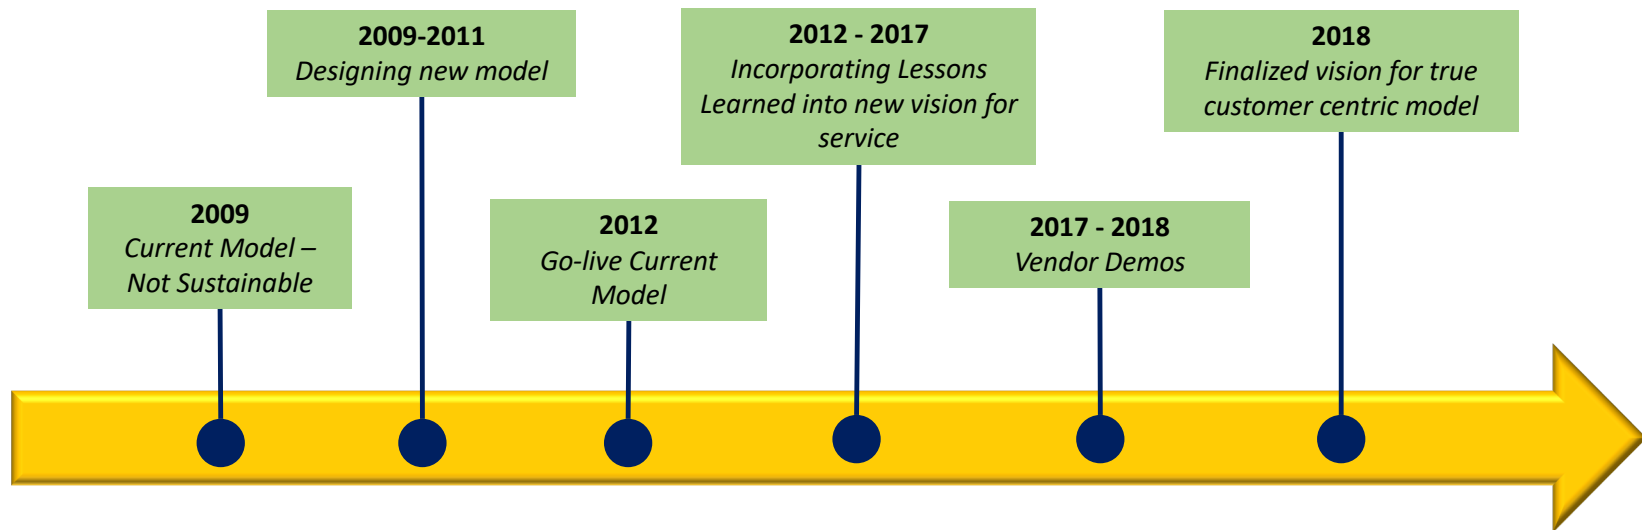 2009
Current Model –
Not Sustainable
2009-2011
Designing new model
2012
Go-live Current
Model
2012 - 2017
Incorporating Lessons
Learned into new vision for
service
2017 - 2018
Vendor Demos
2018
Finalized vision for true
customer centric model